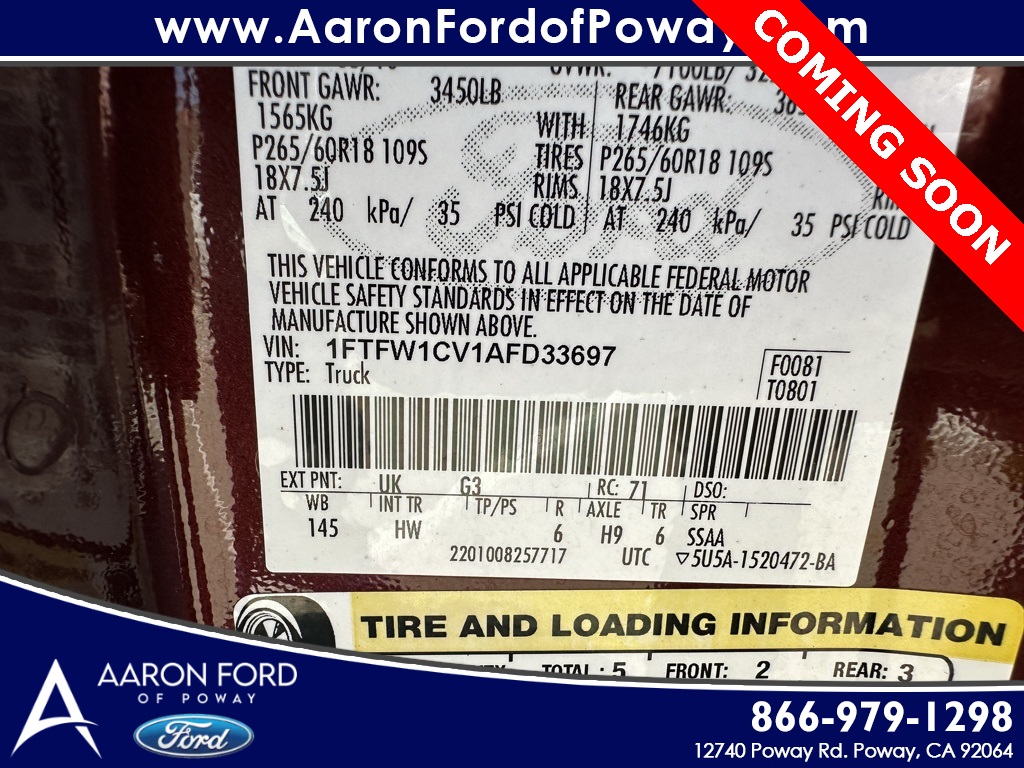 www.AaronFordofPoway.com
COMING SOON
FRONT GAWR: 3450LB REAR GAWR:
1565KG WITH 1746KG
P265/60R18 109S TIRES P265/60R18 109S
18X7.5J RIMS 18X7.5J
AT 240 kPa/ 35 PSI COLD AT 240 kPa/ 35 PSI COLD
THIS VEHICLE CONFORMS TO ALL APPLICABLE FEDERAL MOTOR
VEHICLE SAFETY STANDARDS IN EFFECT ON THE DATE OF
MANUFACTURE SHOWN ABOVE.
VIN: 1FTFW1CV1AFD33697
TYPE: Truck
F0081
T0801
EXT PNT: UK G3 RC: 71 DSO:
WB INT TR TP/PS R AXLE TR SPR
145 HW 6 H9 6 SSAA
2201008257717 UTC ▽5U5A-1520472-BA
TIRE AND LOADING INFORMATION
TOTAL: 5 FRONT: 2 REAR: 3
AARON FORD
OF POWAY
Ford
866-979-1298
12740 Poway Rd. Poway, CA 92064